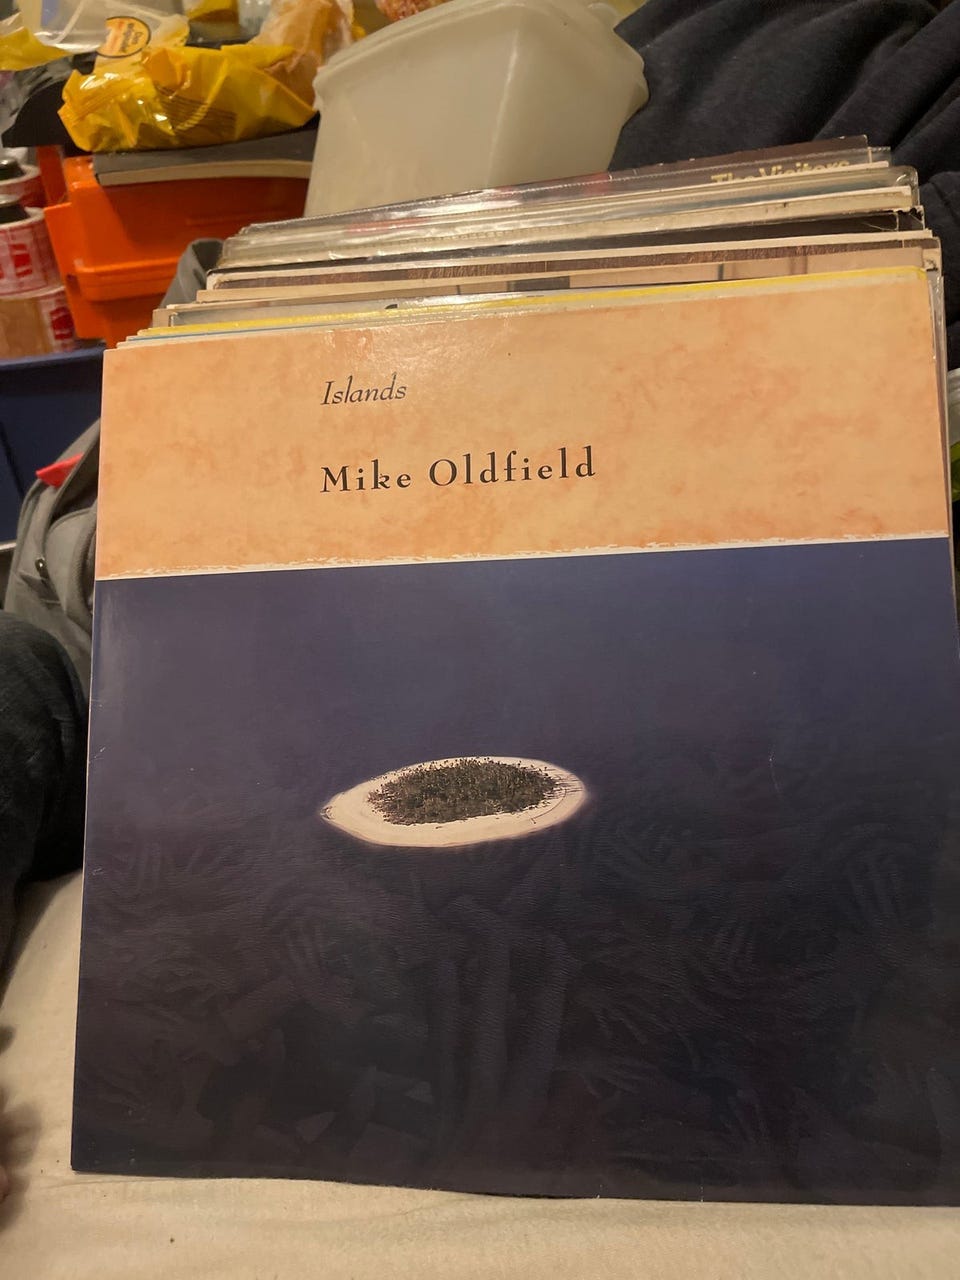 The Visitors
Islands
Mike Oldfield